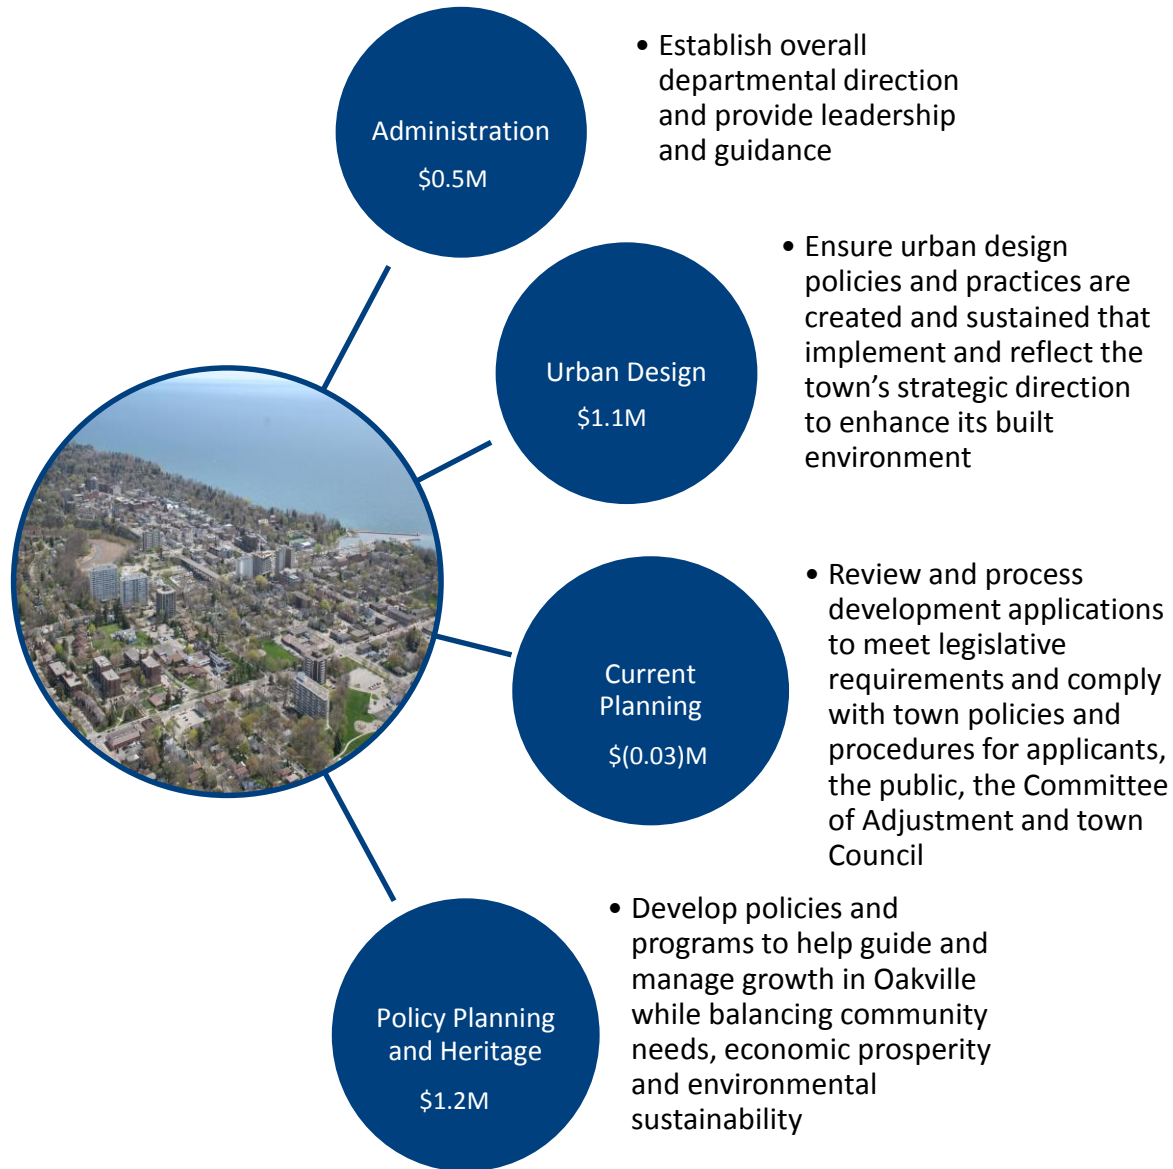 Administration
$0.5M
• Establish overall
departmental direction
and provide leadership
and guidance
Urban Design
$1.1M
• Ensure urban design
policies and practices are
created and sustained that
implement and reflect the
town’s strategic direction
to enhance its built
environment
Current
Planning
$(0.03)M
• Review and process
development applications
to meet legislative
requirements and comply
with town policies and
procedures for applicants,
the public, the Committee
of Adjustment and town
Council
Policy Planning
and Heritage
$1.2M
• Develop policies and
programs to help guide and
manage growth in Oakville
while balancing community
needs, economic prosperity
and environmental
sustainability